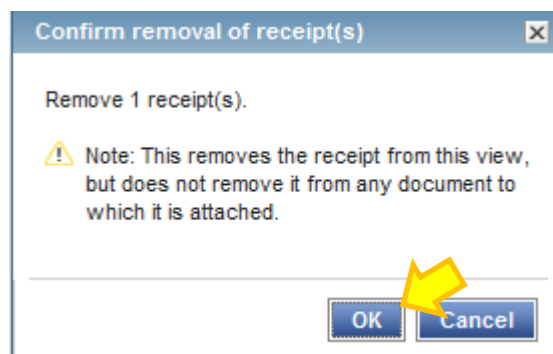 Confirm removal of receipt(s)
Remove 1 receipt(s).
Note: This removes the receipt from this view,
but does not remove it from any document to
which it is attached.
OK Cancel